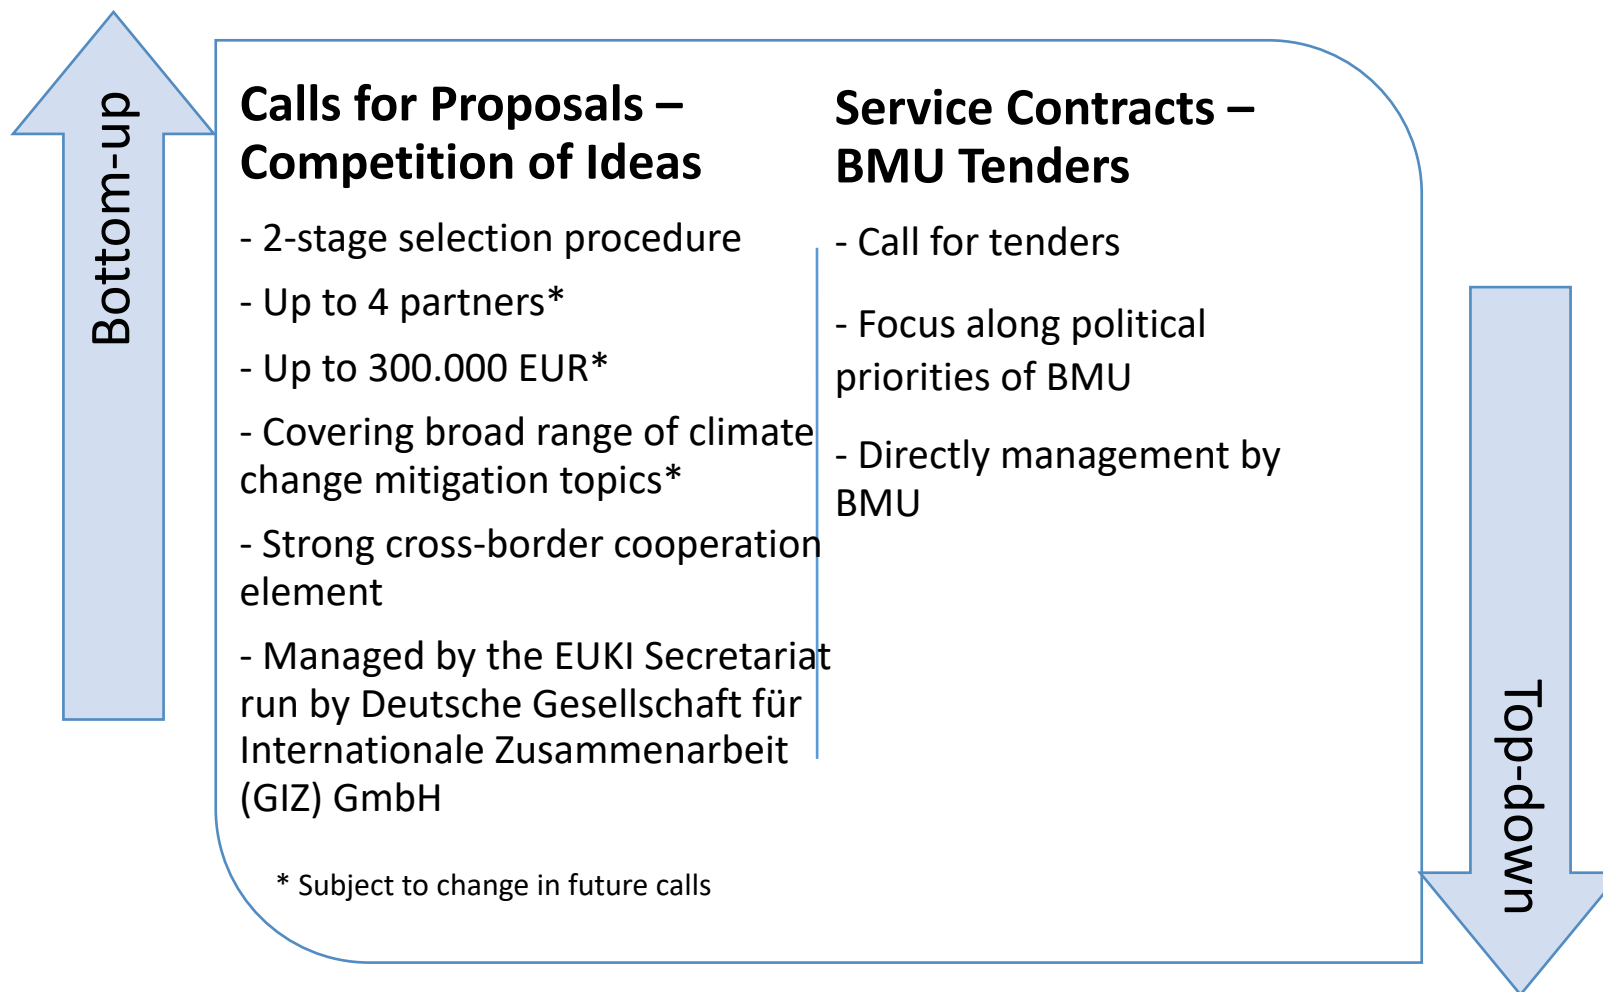 Bottom-up
Calls for Proposals –
Competition of Ideas
- 2-stage selection procedure
- Up to 4 partners*
- Up to 300.000 EUR*
- Covering broad range of climate
change mitigation topics*
- Strong cross-border cooperation
element
- Managed by the EUKI Secretariat
run by Deutsche Gesellschaft für
Internationale Zusammenarbeit
(GIZ) GmbH
* Subject to change in future calls
Service Contracts –
BMU Tenders
- Call for tenders
- Focus along political
priorities of BMU
- Directly management by
BMU
Top-down